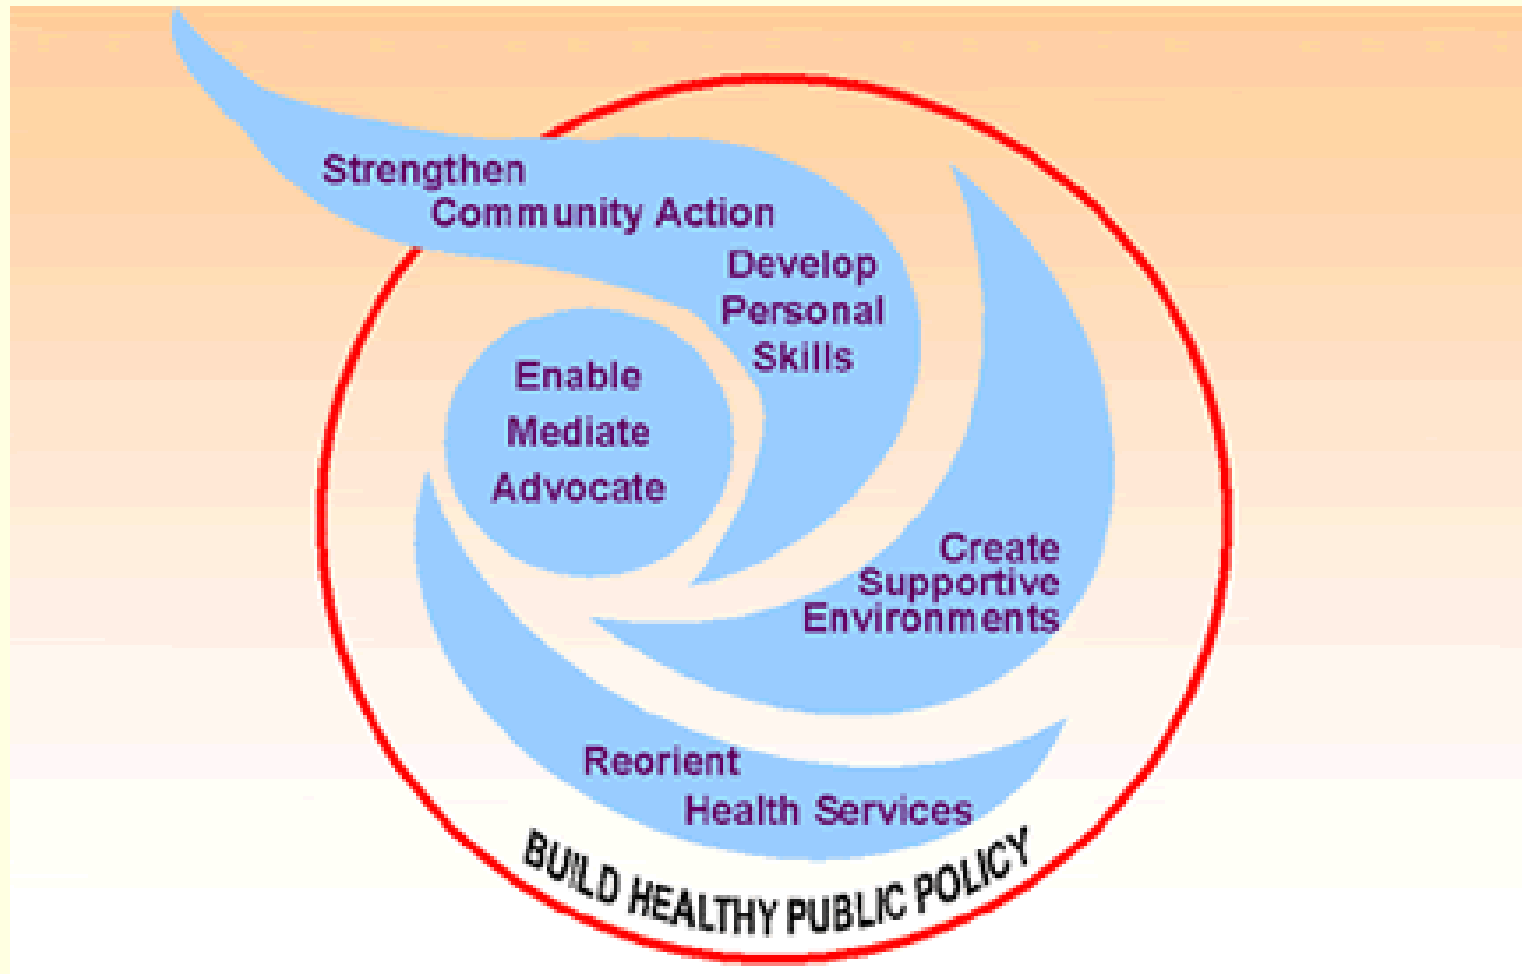 Strengthen
Community Action
Develop
Personal
Skills
Enable
Mediate
Advocate
Create
Supportive
Environments
Reorient
Health Services
BUILD HEALTHY PUBLIC POLICY